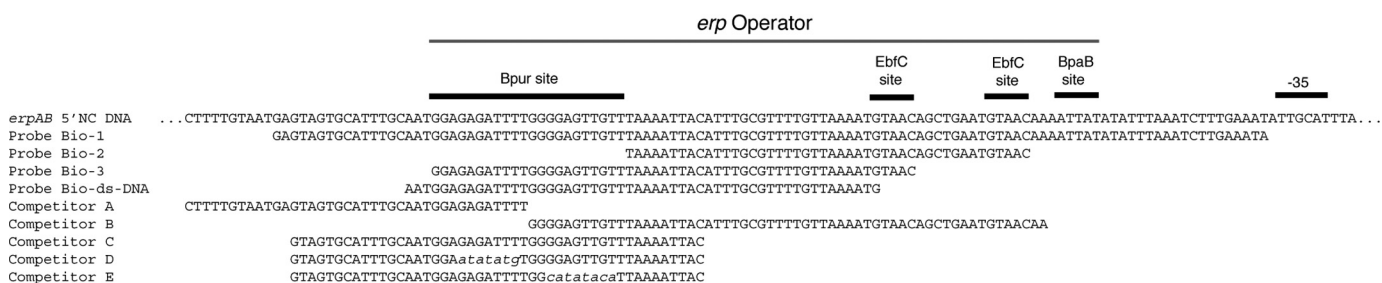 erp Operator
EbfC site
EbfC site
BpaB site
Bpur site
-35
erpAB 5'NC DNA ...CTTTTGTAATGAGTAGTGCATTTGCAATGGAGAGATTTTGGGGAGTTGTTTAAAATTACATTTGCGTTTTGTTAAAATGTAACAGCTGAATGTAACAAAATTATATATTTAAATCTTTGAAATATTGCATTTA...
Probe Bio-1 GAGTAGTGCATTTGCAATGGAGAGATTTTGGGGAGTTGTTTAAAATTACATTTGCGTTTTGTTAAAATGTAACAGCTGAATGTAACAAAATTATATATTTAAATCTTTGAAATA
Probe Bio-2 TAAAATTACATTTGCGTTTTGTTAAAATGTAACAGCTGAATGTAAC
Probe Bio-3 GGAGAGATTTTGGGGAGTTGTTTAAAATTACATTTGCGTTTTGTTAAAATGTAAC
Probe Bio-ds-DNA AATGGAGAGATTTTGGGGAGTTGTTTAAAATTACATTTGCGTTTTGTTAAAATG
Competitor A CTTTTGTAATGAGTAGTGCATTTGCAATGGAGAGATTTT
Competitor B GGGGAGTTGTTTAAAATTACATTTGCGTTTTGTTAAAATGTAACAGCTGAATGTAACAA
Competitor C GTAGTGCATTTGCAATGGAGAGATTTTGGGGAGTTGTTTAAAATTAC
Competitor D GTAGTGCATTTGCAATGGAatatatgTGGGGAGTTGTTTAAAATTAC
Competitor E GTAGTGCATTTGCAATGGAGAGATTTTGGcatatacaTTAAAATTAC